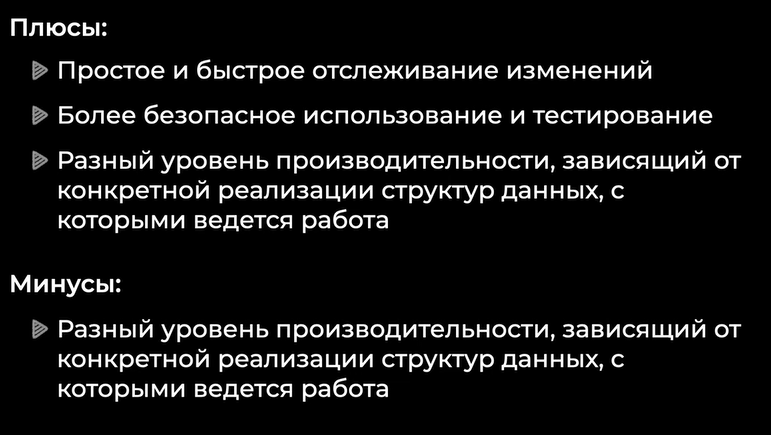 Плюсы:
Простое и быстрое отслеживание изменений
Более безопасное использование и тестирование
Разный уровень производительности, зависящий от
конкретной реализации структур данных, с
которыми ведется работа
Минусы:
Разный уровень производительности, зависящий от
конкретной реализации структур данных, с
которыми ведется работа